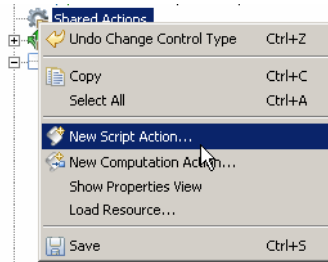 Shared Actions
Undo Change Control Type Ctrl+Z
Copy Ctrl+C
Select All Ctrl+A
New Script Action...
New Computation Action...
Show Properties View
Load Resource...
Save Ctrl+S